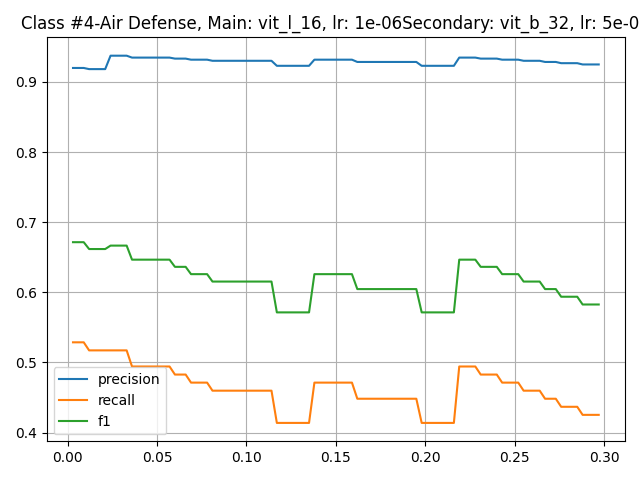 Class #4-Air Defense, Main: vit_l_16, lr: 1e-06Secondary: vit_b_32, lr: 5e-0
0.9
0.8
0.7
0.6
0.5
0.4
precision
recall
f1
0.00 0.05 0.10 0.15 0.20 0.25 0.30